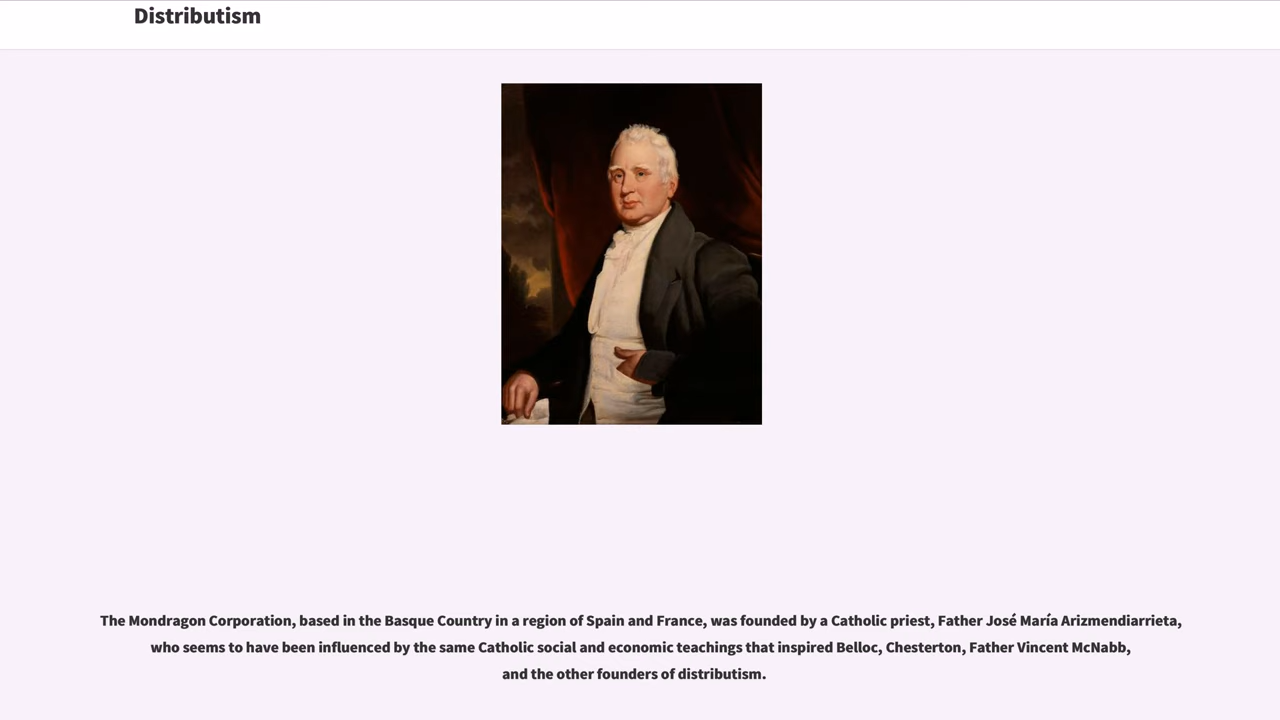 Distributism
The Mondragon Corporation, based in the Basque Country in a region of Spain and France, was founded by a Catholic priest, Father José María Arizmendiarrieta,
who seems to have been influenced by the same Catholic social and economic teachings that inspired Belloc, Chesterton, Father Vincent McNabb,
and the other founders of distributism.